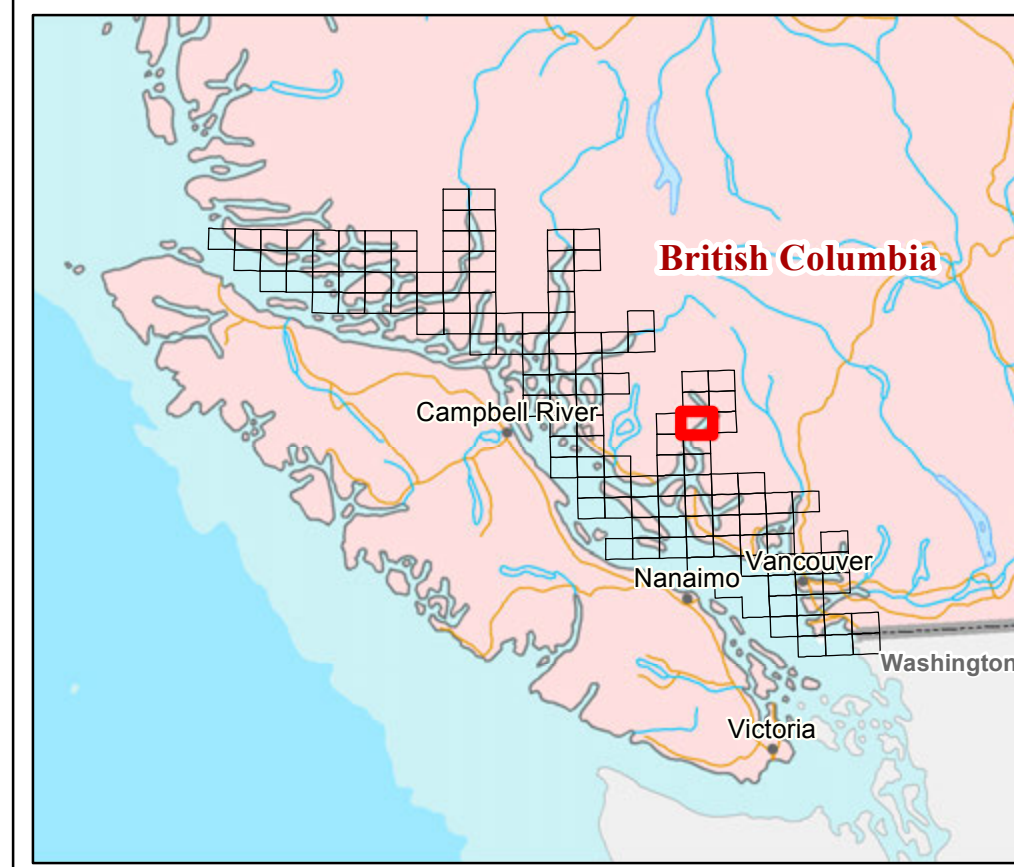 British Columbia
Campbell River
Vancouver
Nanaimo
Washington
Victoria